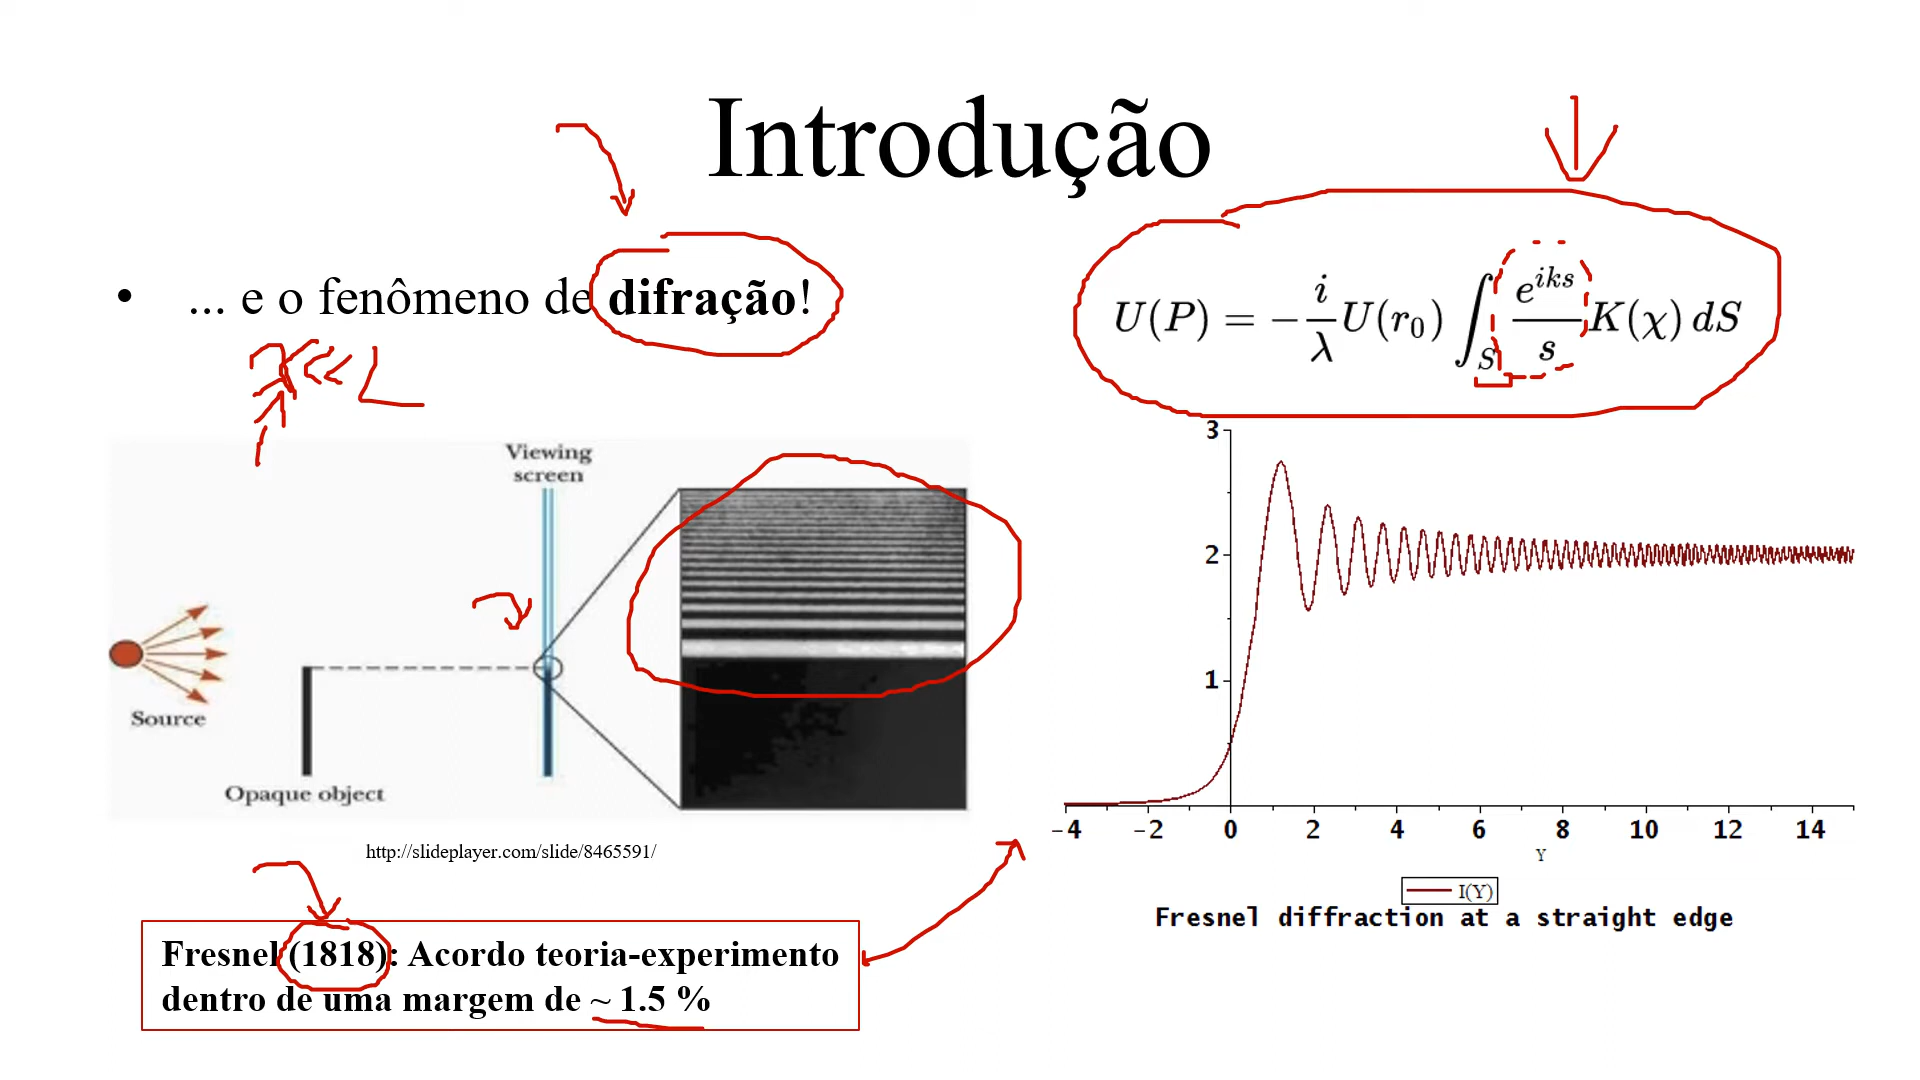 Introdução
• ... e o fenômeno de difração!
U(P) = -\frac{i}{λ} U(r₀) ∫_S \frac{e^{iks}}{s} K(χ) dS
Viewing
screen
Source
Opaque object
http://slideplayer.com/slide/8465591/
Fresnel (1818): Acordo teoria-experimento
dentro de uma margem de ~ 1.5 %
3
2
1
-4 -2 0 2 4 6 8 10 12 14
Y
I(Y)
Fresnel diffraction at a straight edge